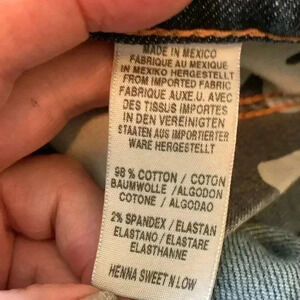 MADE IN MEXICO
FABRIQUE AU MEXIQUE
IN MEXIKO HERGESTELLT
FROM IMPORTED FABRIC
FABRIQUE AUX E.U. AVEC
DES TISSUS IMPORTES
IN DEN VEREINIGTEN
STAATEN AUS IMPORTIERTER
WARE HERGESTELLT
98 % COTTON / COTON
BAUMWOLLE / ALGODON
COTONE / ALGODAO
2% SPANDEX / ELASTAN
ELASTANO / ELASTARE
ELASTANNE
HENNA SWEET N LOW